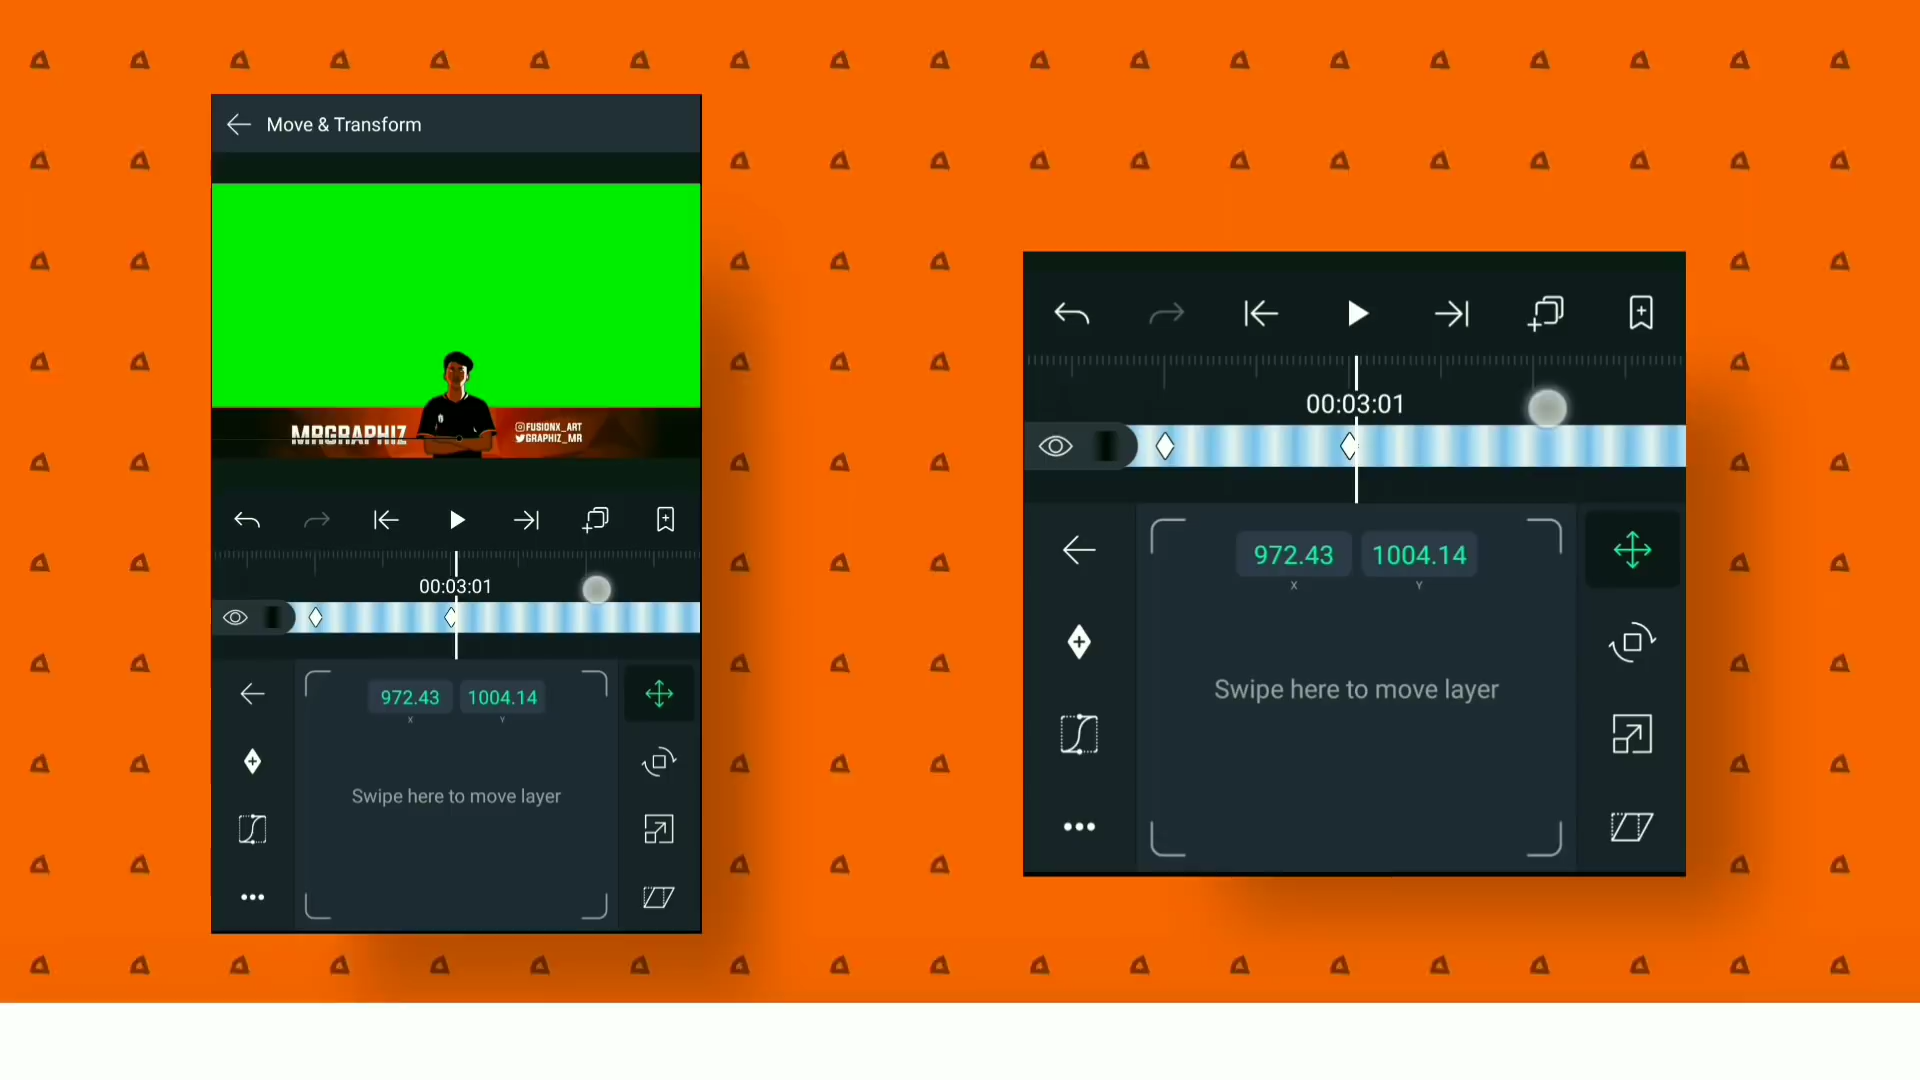 Move & Transform
MRGRAPHIZ
FUSIONX_ART
GRAPHIZ_MR
00:03:01
972.43 1004.14
X Y
Swipe here to move layer
00:03:01
972.43 1004.14
X Y
Swipe here to move layer